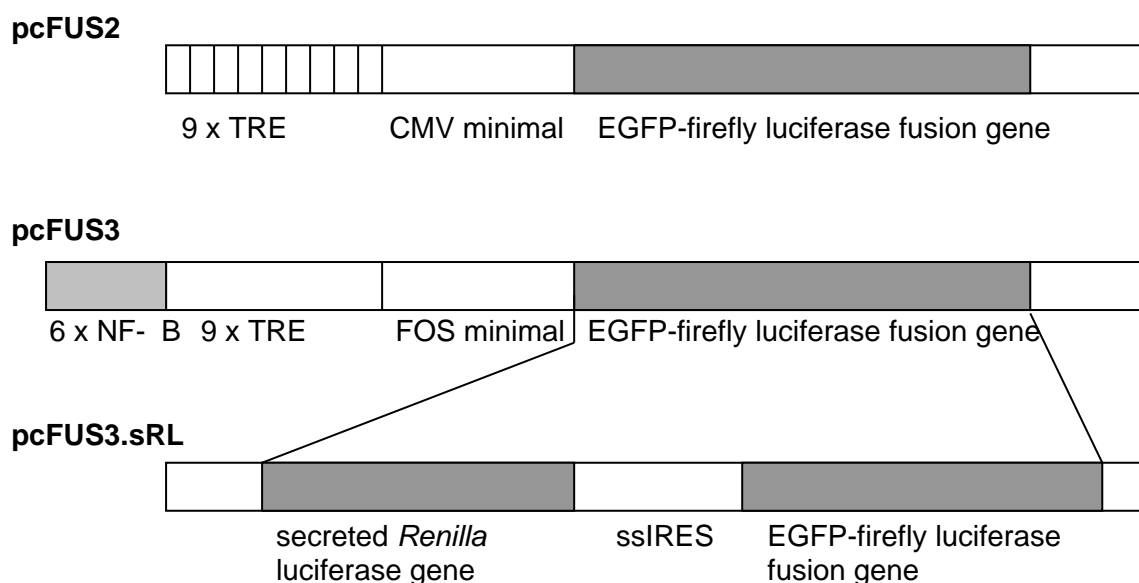 pcFUS2
9 x TRE CMV minimal EGFP-firefly luciferase fusion gene
pcFUS3
6 x NF- B 9 x TRE FOS minimal EGFP-firefly luciferase fusion gene
pcFUS3.sRL
secreted Renilla ssIRES EGFP-firefly luciferase
luciferase gene fusion gene